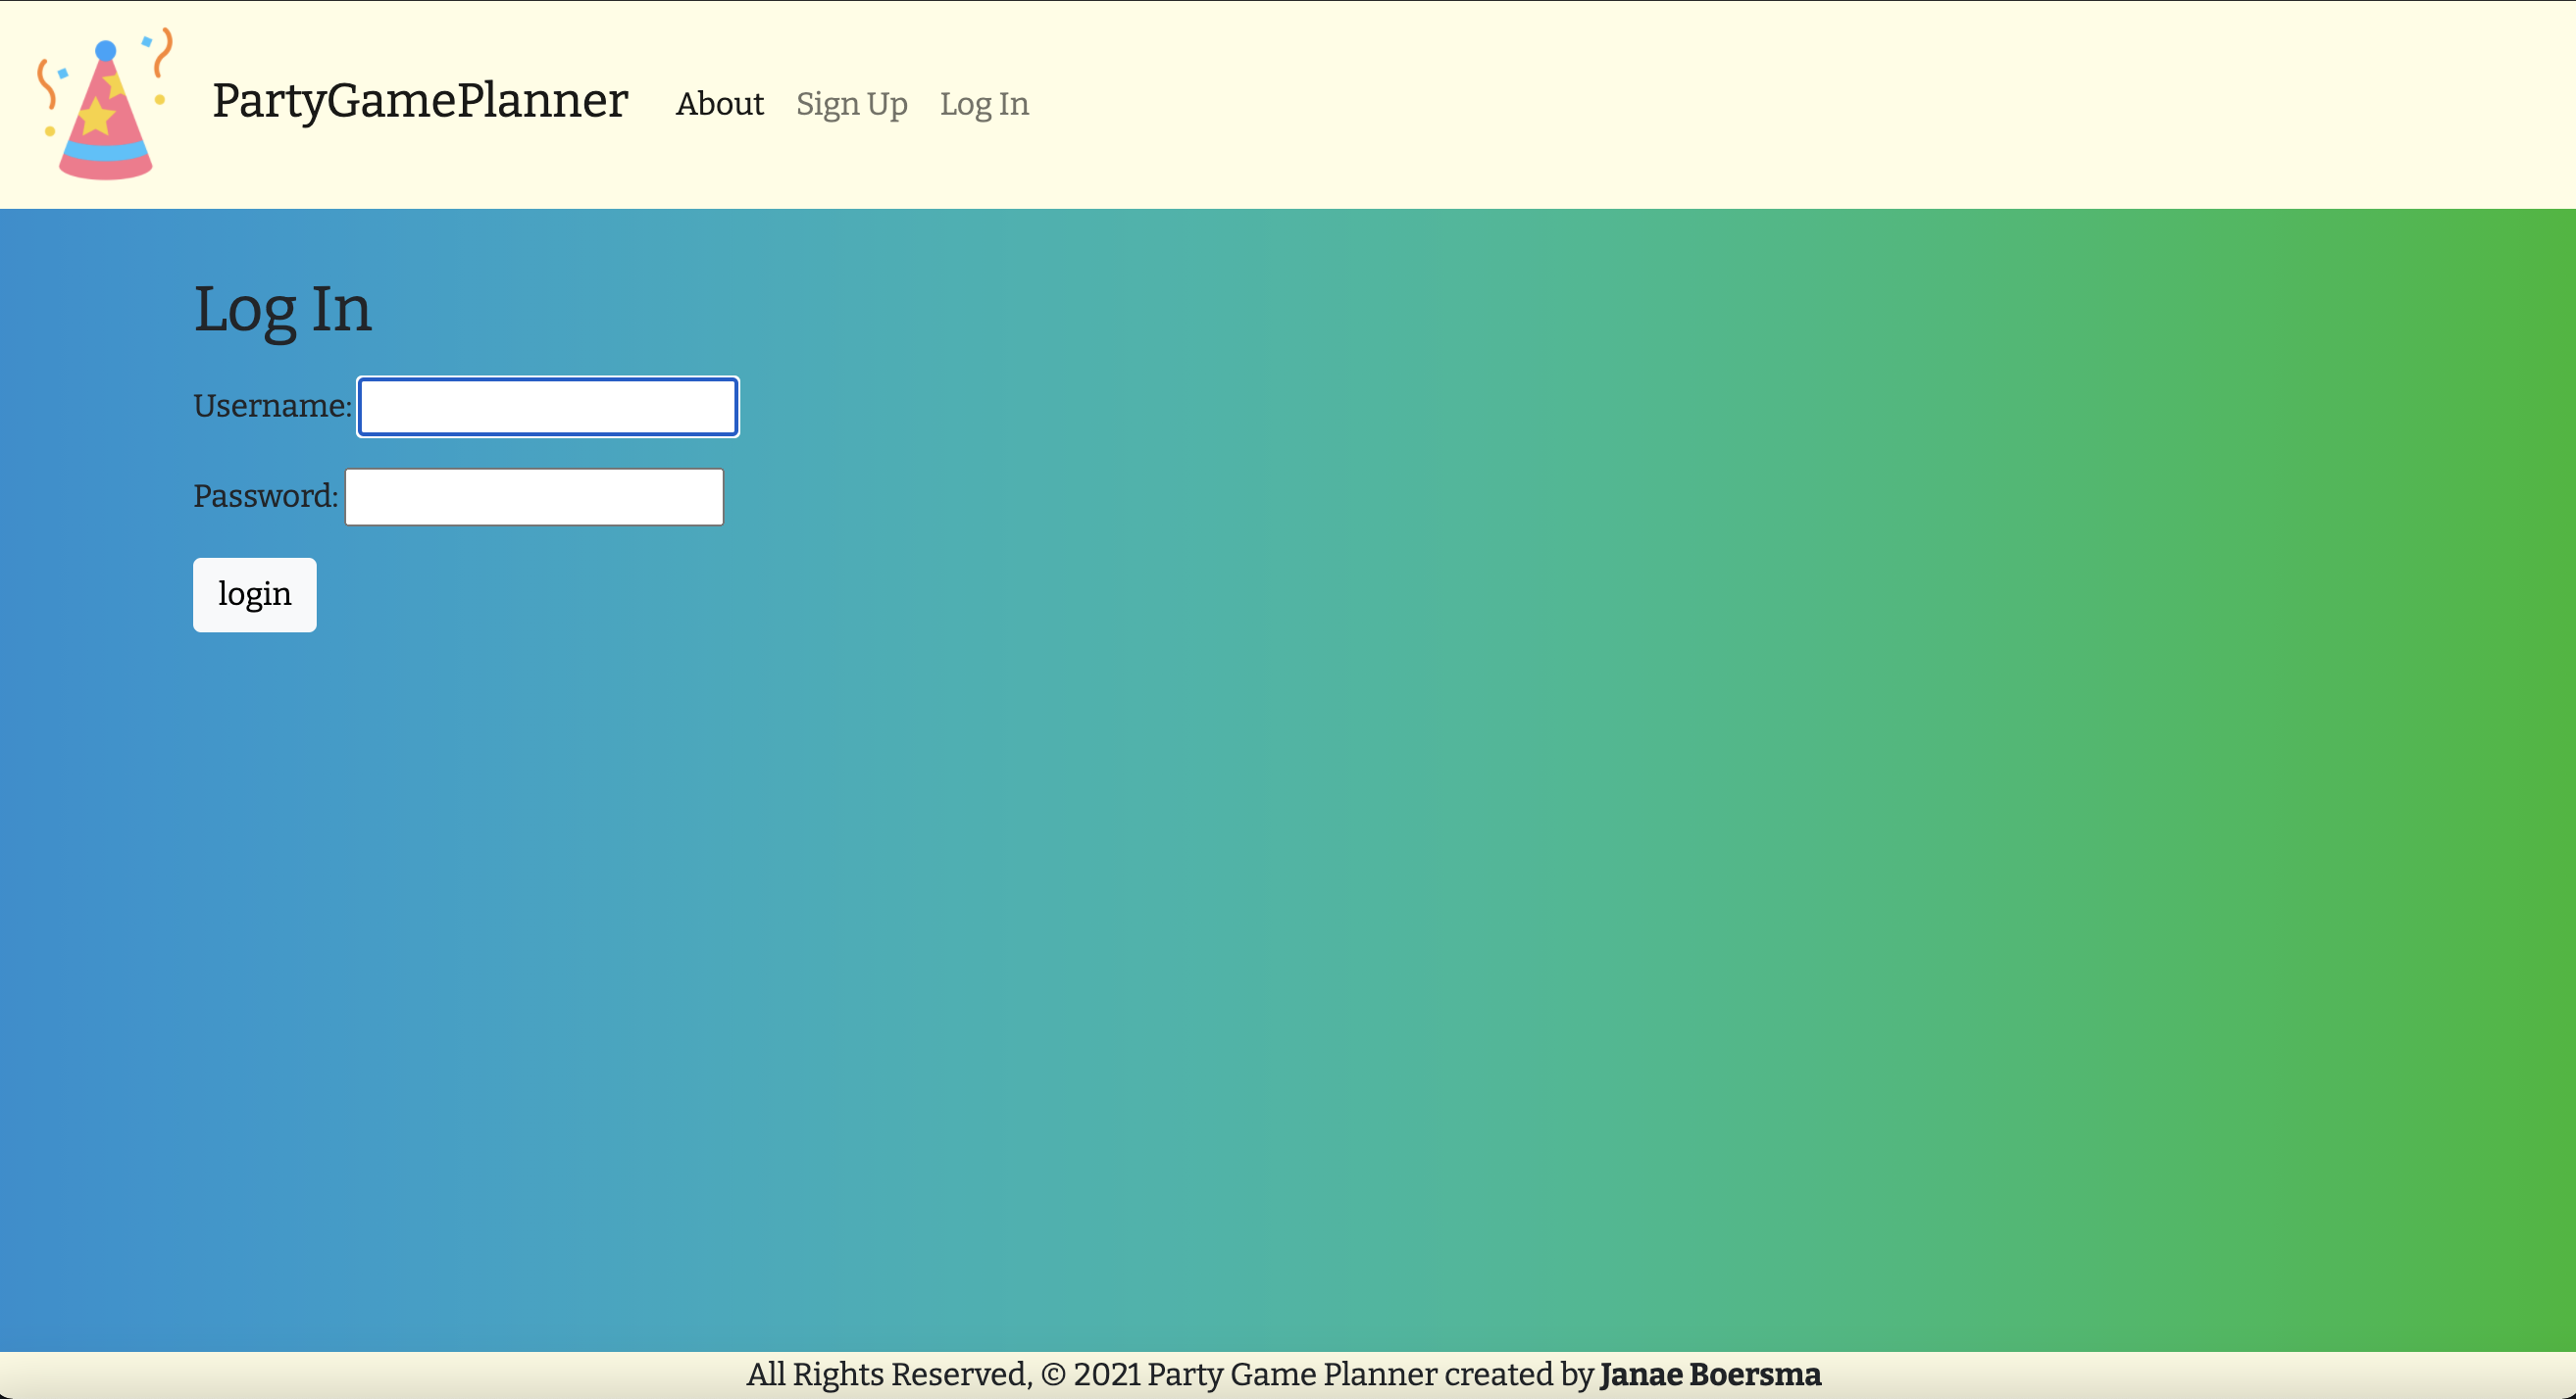 PartyGamePlanner About Sign Up Log In
Log In
Username:
Password:
login
All Rights Reserved, © 2021 Party Game Planner created by Janae Boersma